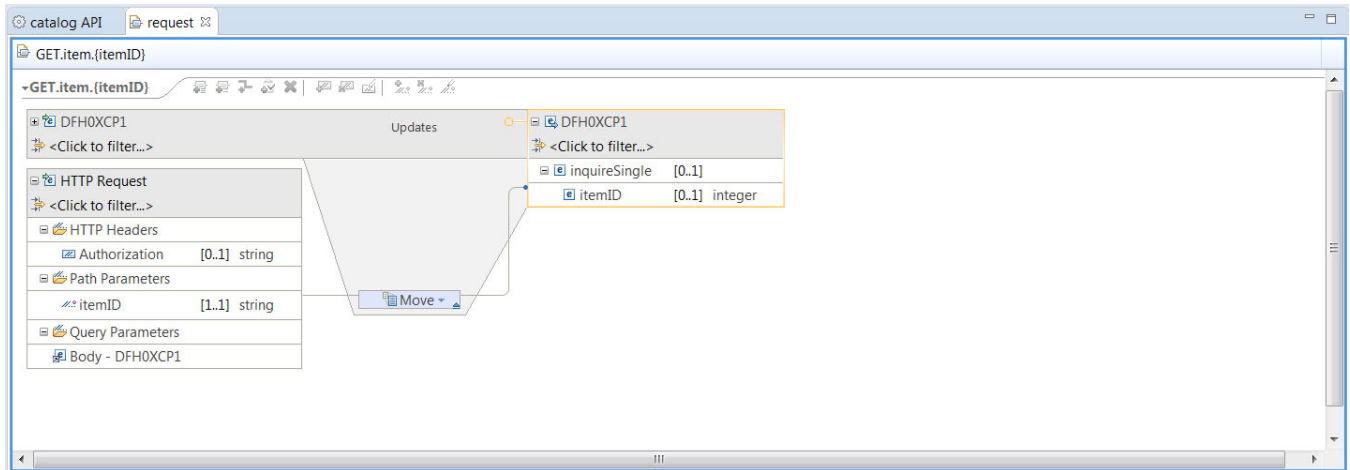 catalog API
request
GET.item.{itemID}
GET.item.{itemID}
DFH0XCP1
<Click to filter...>
Updates
DFH0XCP1
<Click to filter...>
inquireSingle [0..1]
itemID [0..1] integer
HTTP Request
<Click to filter...>
HTTP Headers
Authorization [0..1] string
Path Parameters
itemID [1..1] string
Move
Query Parameters
Body - DFH0XCP1